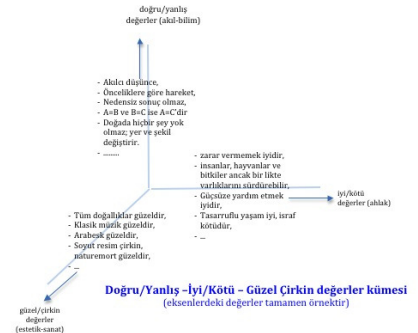 doğru/yanlış
değerler (akıl-bilim)
- Akılcı düşünce,
- Önceliklere göre hareket,
- Nedensiz sonuç olmaz,
- A=B ve B=C ise A=C'dir
- Doğada hiçbir şey yok
olmaz; yer ve şekil
değiştirir.
- ........
- zarar vermemek iyidir,
- insanlar, hayvanlar ve
bitkiler ancak bir likte
varlıklarını sürdürebilir,
- Güçsüze yardım etmek
iyidir,
- Tasarruflu yaşam iyi, israf
kötüdür,
- ...
iyi/kötü
değerler (ahlak)
- Tüm doğallıklar güzeldir,
- Klasik müzik güzeldir,
- Arabesk güzeldir,
- Soyut resim çirkin,
naturemort güzeldir,
- ...
güzel/çirkin
değerler
(estetik-sanat)
Doğru/Yanlış –İyi/Kötü – Güzel Çirkin değerler kümesi
(eksenlerdeki değerler tamamen örnektir)